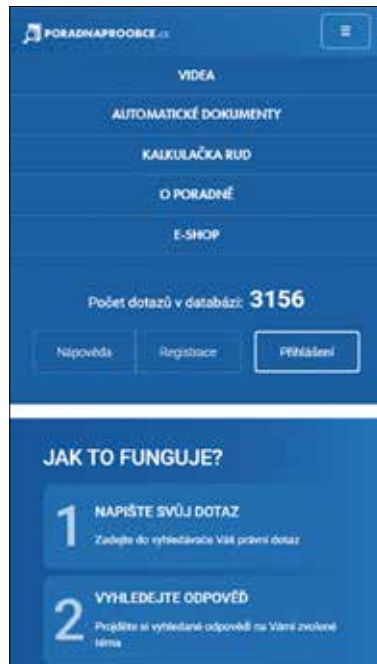 PORADNAPROOBCE.cz
VIDEA
AUTOMATICKÉ DOKUMENTY
KALKULAČKA RUD
O PORADNĚ
E-SHOP
Počet dotazů v databázi: 3156
Nápověda Registrace Přihlášení
JAK TO FUNGUJE?
1 NAPIŠTE SVŮJ DOTAZ
Zadejte do vyhledávače Váš právní dotaz
2 VYHLEDEJTE ODPOVĚĎ
Projděte si vyhledané odpovědi na Vámi zvolené
téma